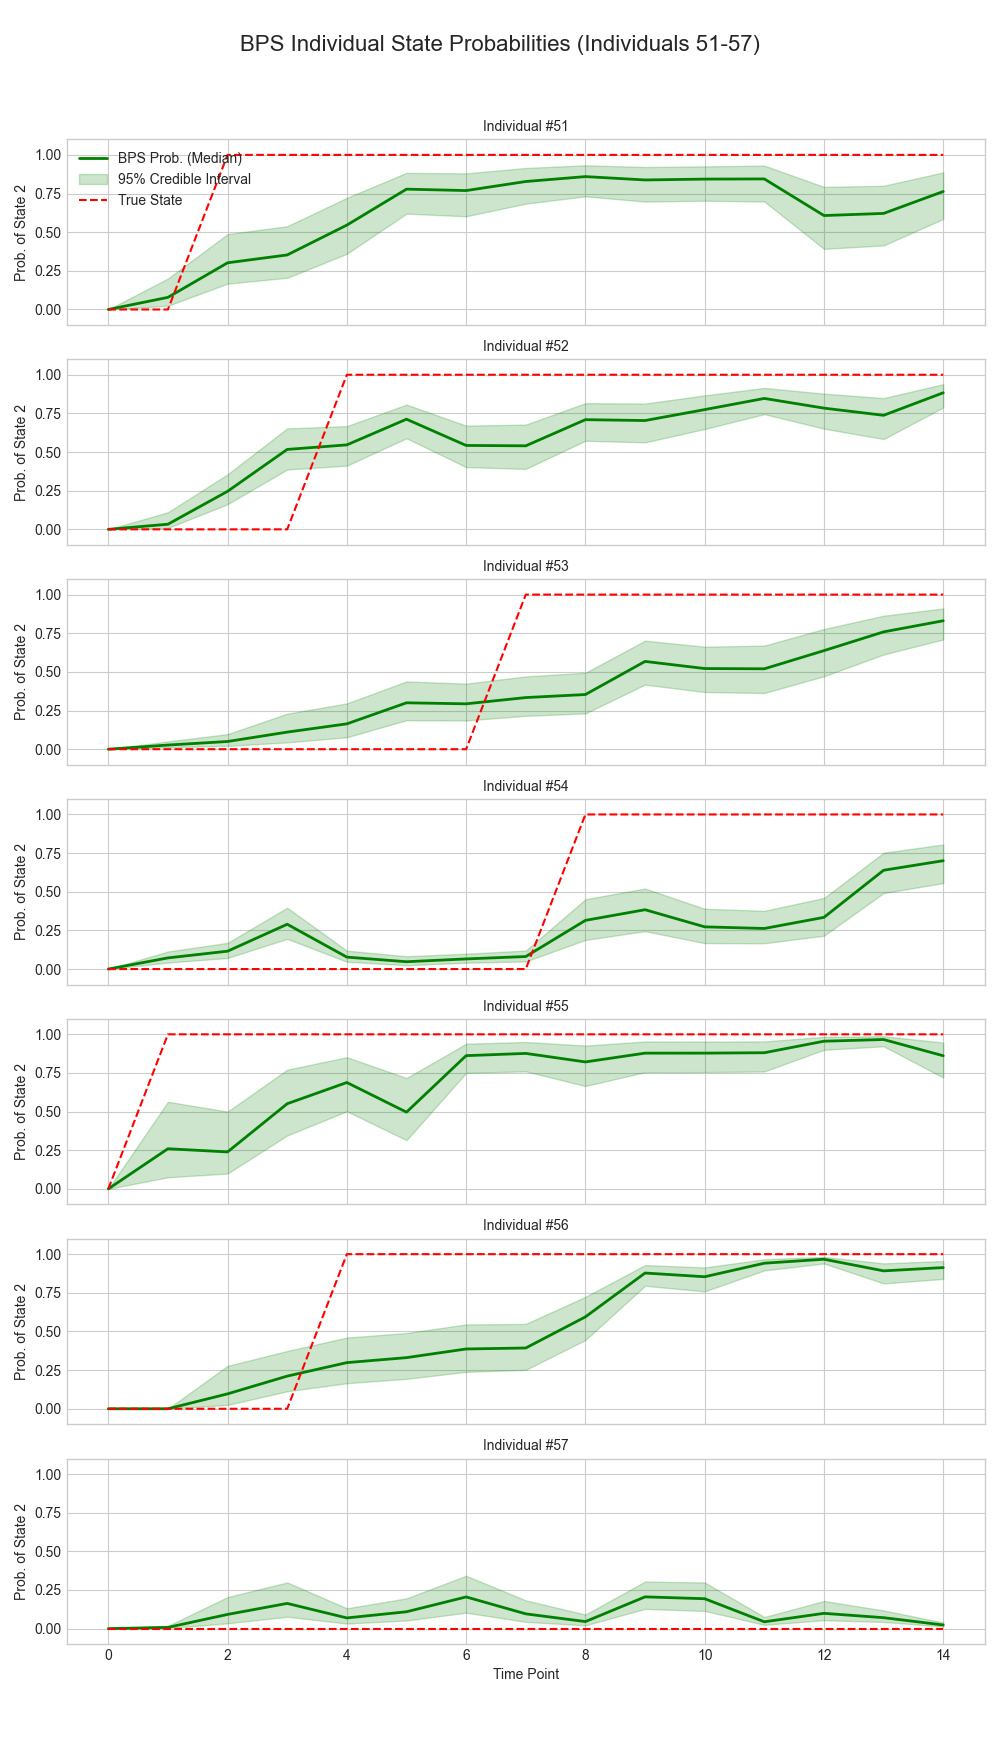 BPS Individual State Probabilities (Individuals 51-57)
Individual #51
Prob. of State 2
1.00
0.75
0.50
0.25
0.00
BPS Prob. (Median)
95% Credible Interval
True State
Individual #52
Prob. of State 2
1.00
0.75
0.50
0.25
0.00
Individual #53
Prob. of State 2
1.00
0.75
0.50
0.25
0.00
Individual #54
Prob. of State 2
1.00
0.75
0.50
0.25
0.00
Individual #55
Prob. of State 2
1.00
0.75
0.50
0.25
0.00
Individual #56
Prob. of State 2
1.00
0.75
0.50
0.25
0.00
Individual #57
Prob. of State 2
1.00
0.75
0.50
0.25
0.00
0 2 4 6 8 10 12 14
Time Point